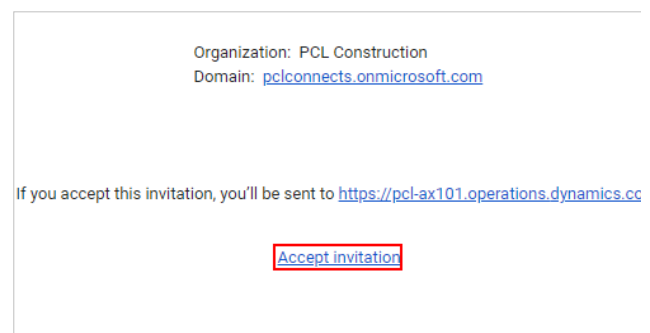 Organization: PCL Construction
Domain: pclconnects.onmicrosoft.com
If you accept this invitation, you'll be sent to https://pcl-ax101.operations.dynamics.co
Accept invitation